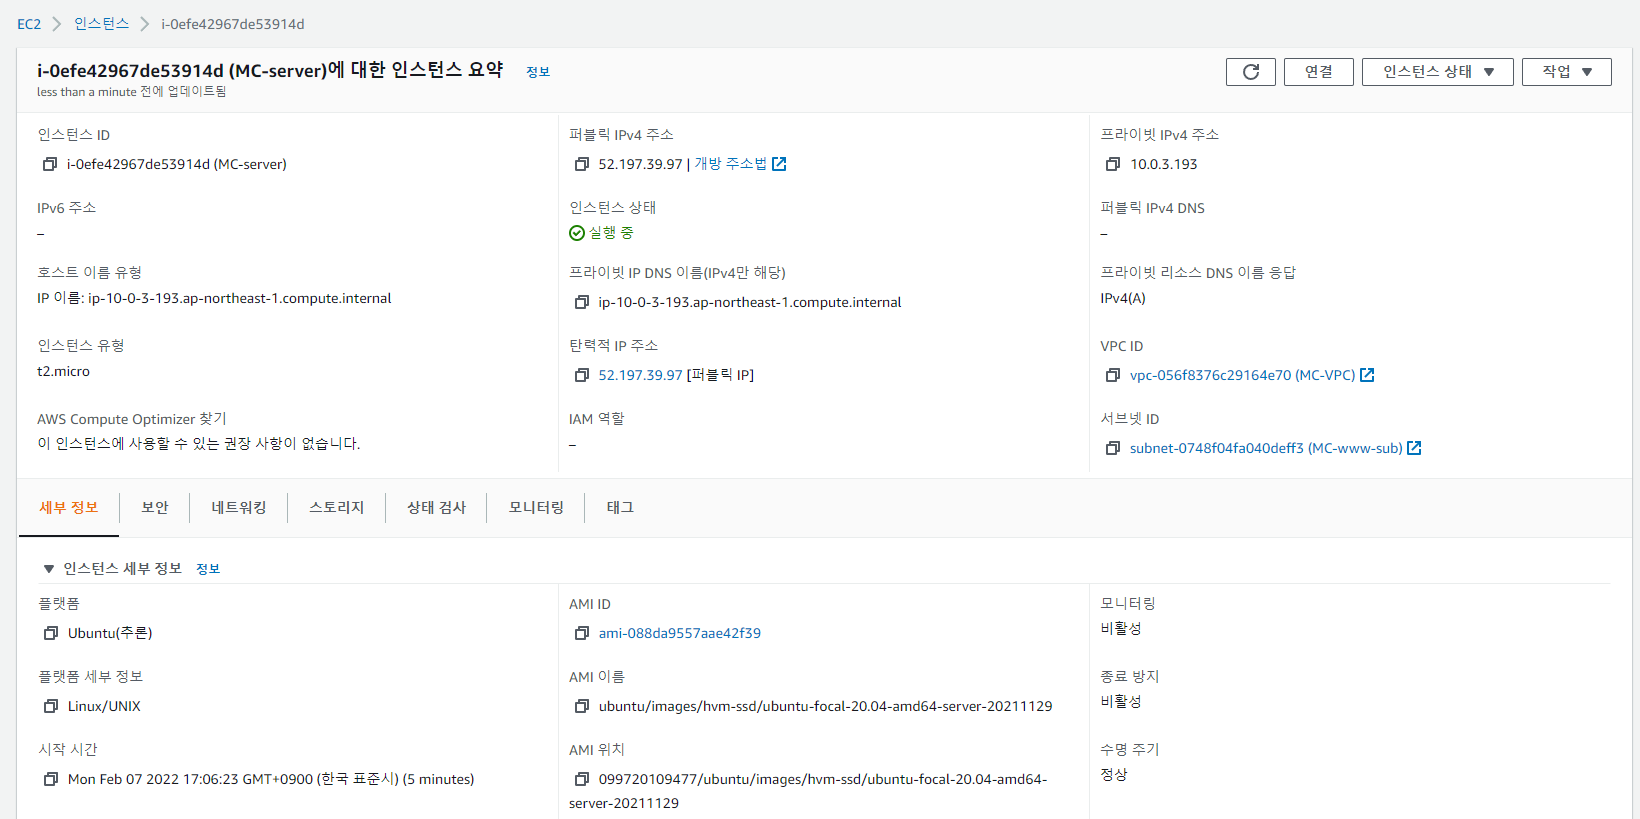 EC2 > 인스턴스 > i-0efe42967de53914d
i-0efe42967de53914d (MC-server)에 대한 인스턴스 요약 정보
less than a minute 전에 업데이트됨
연결
인스턴스 상태 ▼
작업 ▼
인스턴스 ID
i-0efe42967de53914d (MC-server)
퍼블릭 IPv4 주소
52.197.39.97 | 개방 주소법
프라이빗 IPv4 주소
10.0.3.193
IPv6 주소
–
인스턴스 상태
실행 중
퍼블릭 IPv4 DNS
–
호스트 이름 유형
IP 이름: ip-10-0-3-193.ap-northeast-1.compute.internal
프라이빗 IP DNS 이름(IPv4만 해당)
ip-10-0-3-193.ap-northeast-1.compute.internal
프라이빗 리소스 DNS 이름 응답
IPv4(A)
인스턴스 유형
t2.micro
탄력적 IP 주소
52.197.39.97 [퍼블릭 IP]
VPC ID
vpc-056f8376c29164e70 (MC-VPC)
AWS Compute Optimizer 찾기
이 인스턴스에 사용할 수 있는 권장 사항이 없습니다.
IAM 역할
–
서브넷 ID
subnet-0748f04fa040deff3 (MC-www-sub)
세부 정보
보안
네트워킹
스토리지
상태 검사
모니터링
태그
▼ 인스턴스 세부 정보 정보
플랫폼
Ubuntu(추론)
AMI ID
ami-088da9557aae42f39
모니터링
비활성
플랫폼 세부 정보
Linux/UNIX
AMI 이름
ubuntu/images/hvm-ssd/ubuntu-focal-20.04-amd64-server-20211129
종료 방지
비활성
시작 시간
Mon Feb 07 2022 17:06:23 GMT+0900 (한국 표준시) (5 minutes)
AMI 위치
099720109477/ubuntu/images/hvm-ssd/ubuntu-focal-20.04-amd64-
server-20211129
수명 주기
정상